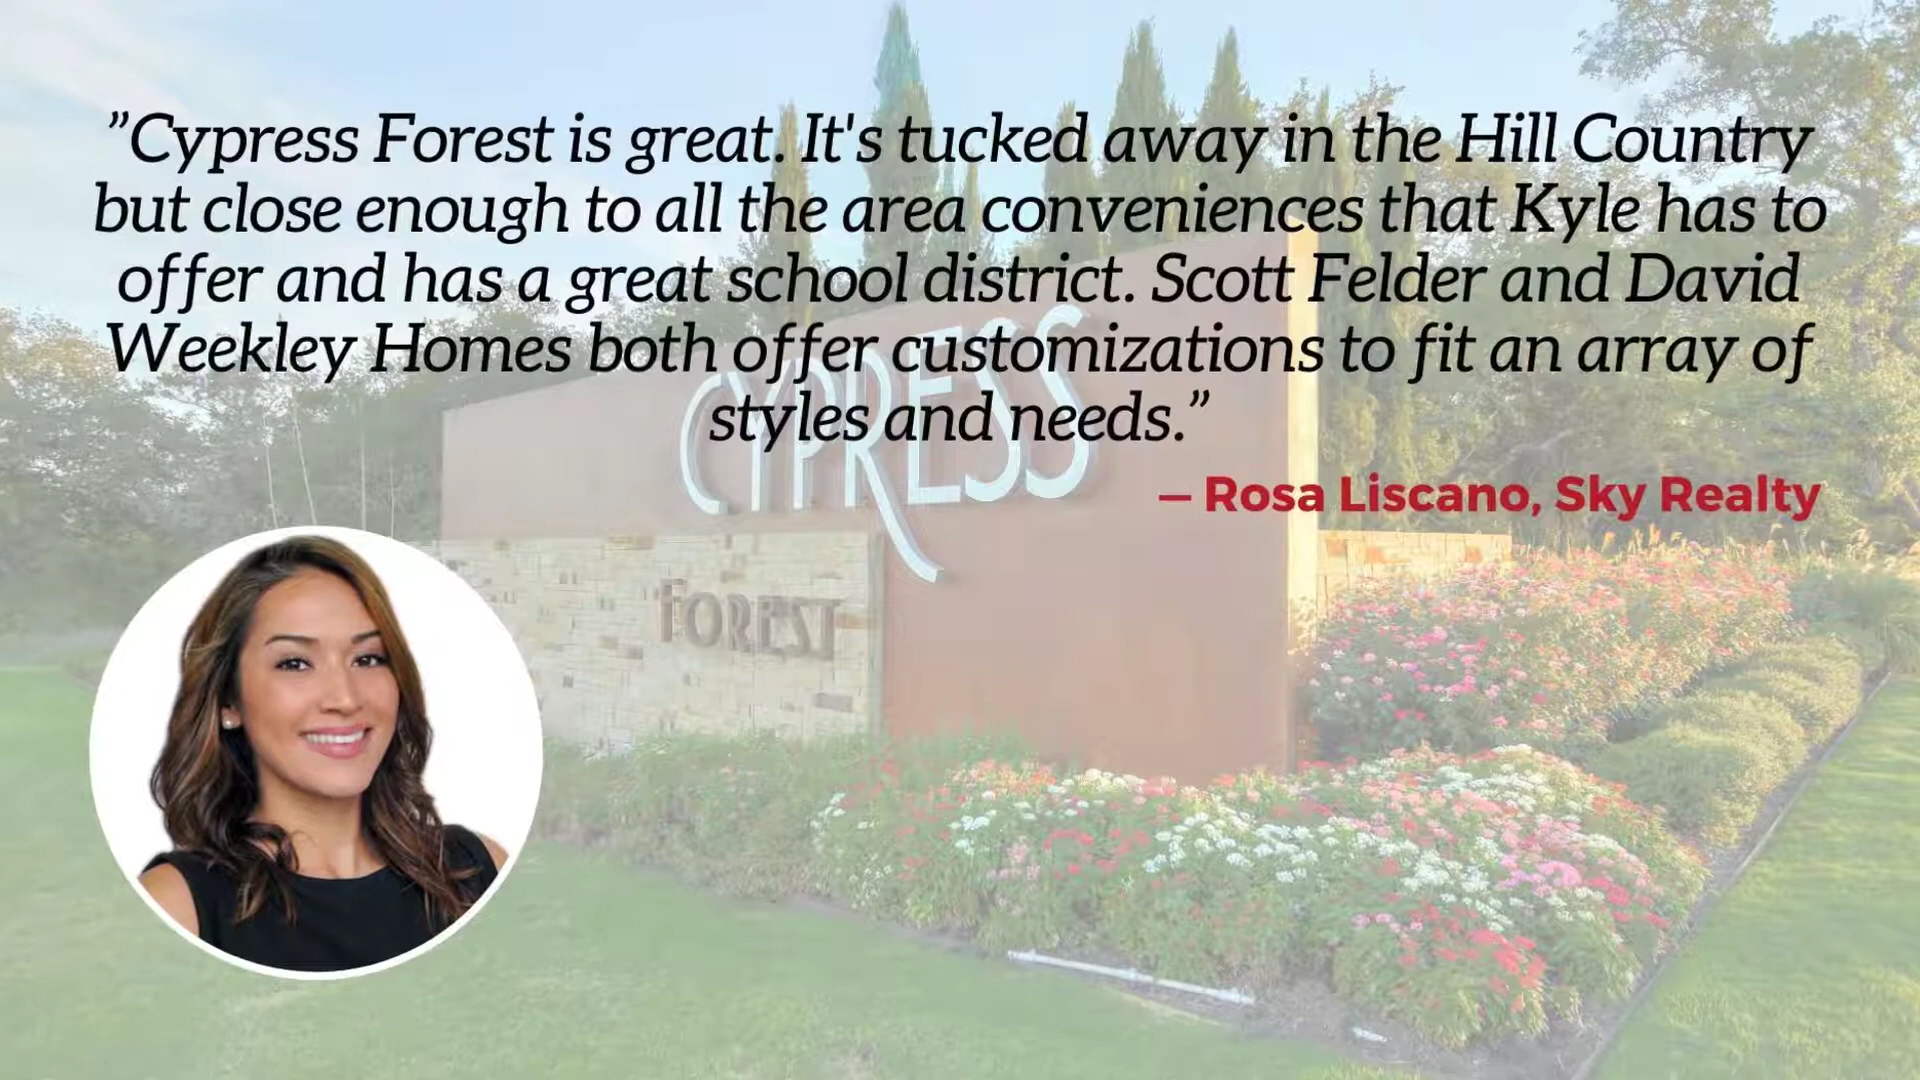 ”Cypress Forest is great. It's tucked away in the Hill Country
but close enough to all the area conveniences that Kyle has to
offer and has a great school district. Scott Felder and David
Weekley Homes both offer customizations to fit an array of
styles and needs.”
— Rosa Liscano, Sky Realty
CYPRESS
FOREST